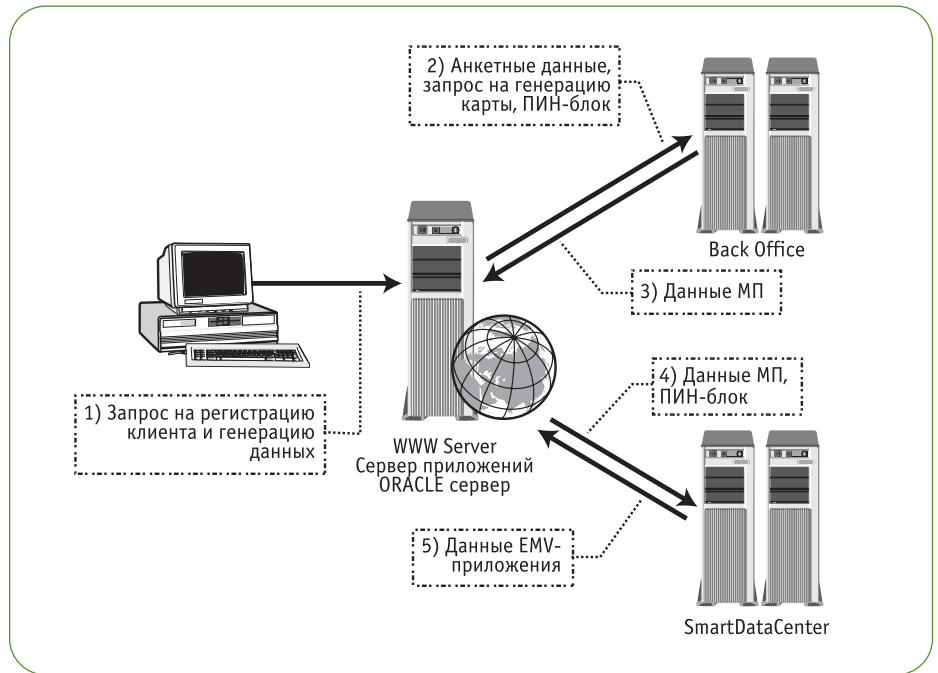 2) Анкетные данные,
запрос на генерацию
карты, ПИН-блок
Back Office
3) Данные МП
1) Запрос на регистрацию
клиента и генерацию
данных
WWW Server
Сервер приложений
ORACLE сервер
4) Данные МП,
ПИН-блок
5) Данные EMV-
приложения
SmartDataCenter